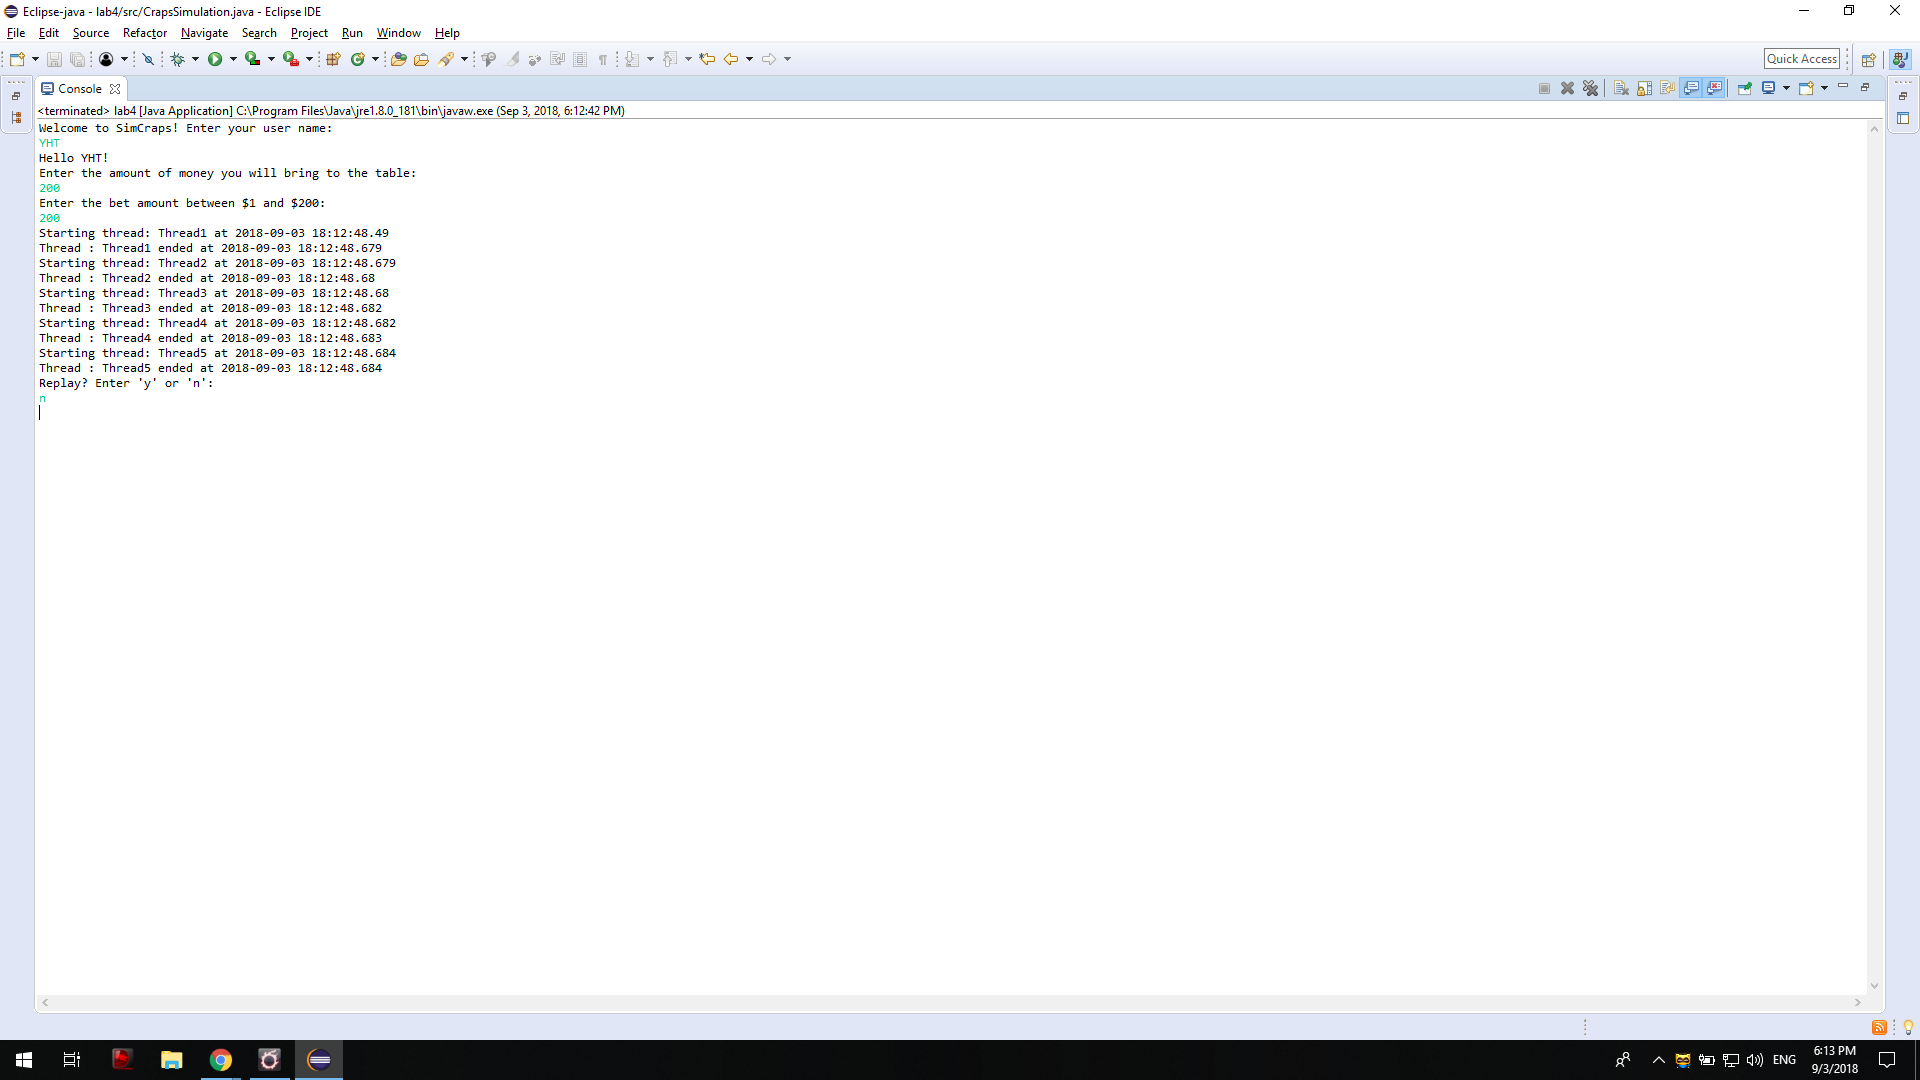 Eclipse-java - lab4/src/CrapsSimulation.java - Eclipse IDE
File Edit Source Refactor Navigate Search Project Run Window Help
Quick Access
Console
<terminated> lab4 [Java Application] C:\Program Files\Java\jre1.8.0_181\bin\javaw.exe (Sep 3, 2018, 6:12:42 PM)
Welcome to SimCraps! Enter your user name:
YHT
Hello YHT!
Enter the amount of money you will bring to the table:
200
Enter the bet amount between $1 and $200:
200
Starting thread: Thread1 at 2018-09-03 18:12:48.49
Thread : Thread1 ended at 2018-09-03 18:12:48.679
Starting thread: Thread2 at 2018-09-03 18:12:48.679
Thread : Thread2 ended at 2018-09-03 18:12:48.68
Starting thread: Thread3 at 2018-09-03 18:12:48.68
Thread : Thread3 ended at 2018-09-03 18:12:48.682
Starting thread: Thread4 at 2018-09-03 18:12:48.682
Thread : Thread4 ended at 2018-09-03 18:12:48.683
Starting thread: Thread5 at 2018-09-03 18:12:48.684
Thread : Thread5 ended at 2018-09-03 18:12:48.684
Replay? Enter 'y' or 'n':
n
ENG
6:13 PM
9/3/2018